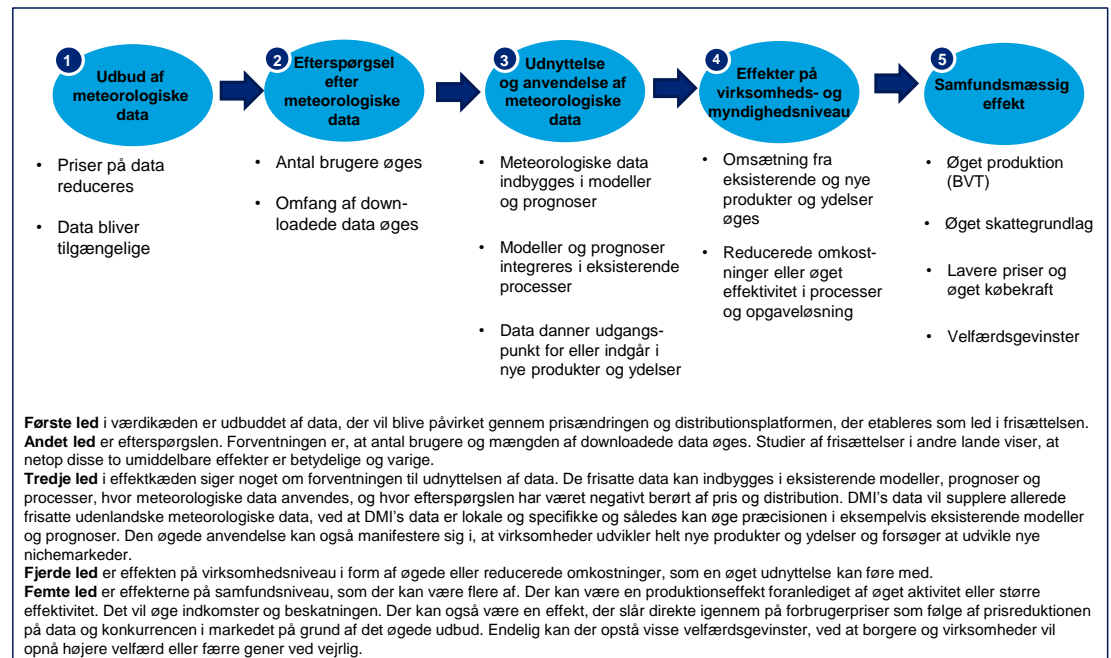 1
Udbud af
meteorologiske
data
2
Efterspørgsel
efter
meteorologiske
data
3
Udnyttelse
og anvendelse af
meteorologiske
data
4
Effekter på
virksomheds- og
myndighedsniveau
5
Samfundsmæssig
effekt
• Priser på data
reduceres
• Data bliver
tilgængelige
• Antal brugere øges
• Omfang af down-
loadede data øges
• Meteorologiske data
indbygges i modeller
og prognoser
• Modeller og prognoser
integreres i eksisterende
processer
• Data danner udgangs-
punkt for eller indgår i
nye produkter og ydelser
• Omsætning fra
eksisterende og nye
produkter og ydelser
øges
• Reducerede omkost-
ninger eller øget
effektivitet i processer
og opgaveløsning
• Øget produktion
(BVT)
• Øget skattegrundlag
• Lavere priser og
øget købekraft
• Velfærdsgevinster
Første led i værdikæden er udbuddet af data, der vil blive påvirket gennem prisændringen og distributionsplatformen, der etableres som led i frisættelsen.
Andet led er efterspørgslen. Forventningen er, at antal brugere og mængden af downloadede data øges. Studier af frisættelser i andre lande viser, at
netop disse to umiddelbare effekter er betydelige og varige.
Tredje led i effektkæden siger noget om forventningen til udnyttelsen af data. De frisatte data kan indbygges i eksisterende modeller, prognoser og
processer, hvor meteorologiske data anvendes, og hvor efterspørgslen har været negativt berørt af pris og distribution. DMI's data vil supplere allerede
frisatte udenlandske meteorologiske data, ved at DMI's data er lokale og specifikke og således kan øge præcisionen i eksempelvis eksisterende modeller
og prognoser. Den øgede anvendelse kan også manifestere sig i, at virksomheder udvikler helt nye produkter og ydelser og forsøger at udvikle nye
nichemarkeder.
Fjerde led er effekten på virksomhedsniveau i form af øgede eller reducerede omkostninger, som en øget udnyttelse kan føre med.
Femte led er effekterne på samfundsniveau, som der kan være flere af. Der kan være en produktionseffekt foranlediget af øget aktivitet eller større
effektivitet. Det vil øge indkomster og beskatningen. Der kan også være en effekt, der slår direkte igennem på forbrugerpriser som følge af prisreduktionen
på data og konkurrencen i markedet på grund af det øgede udbud. Endelig kan der opstå visse velfærdsgevinster, ved at borgere og virksomheder vil
opnå højere velfærd eller færre gener ved vejrlig.